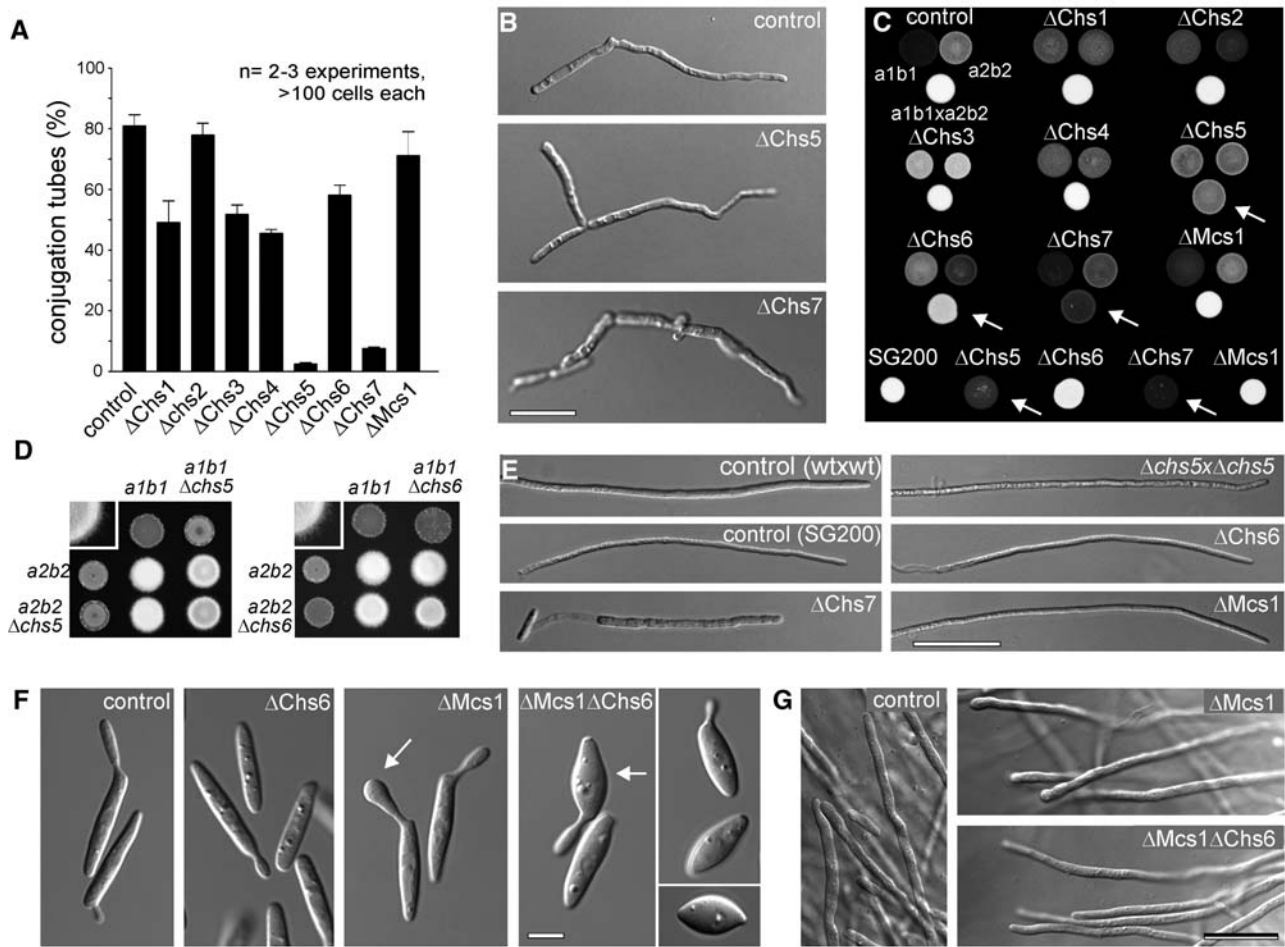 A
n= 2-3 experiments,
>100 cells each
conjugation tubes (%)
100
80
60
40
20
0
control
ΔChs1
Δchs2
ΔChs3
ΔChs4
ΔChs5
ΔChs6
ΔChs7
ΔMcs1
B
control
ΔChs5
ΔChs7
C
control
ΔChs1
ΔChs2
a1b1
a2b2
a1b1xa2b2
ΔChs3
ΔChs4
ΔChs5
ΔChs6
ΔChs7
ΔMcs1
SG200
ΔChs5
ΔChs6
ΔChs7
ΔMcs1
D
a1b1
a1b1
Δchs5
a2b2
a2b2
Δchs5
a1b1
a1b1
Δchs6
a2b2
a2b2
Δchs6
E
control (wtxwt)
Δchs5xΔchs5
control (SG200)
ΔChs6
ΔChs7
ΔMcs1
F
control
ΔChs6
ΔMcs1
ΔMcs1ΔChs6
G
control
ΔMcs1
ΔMcs1ΔChs6